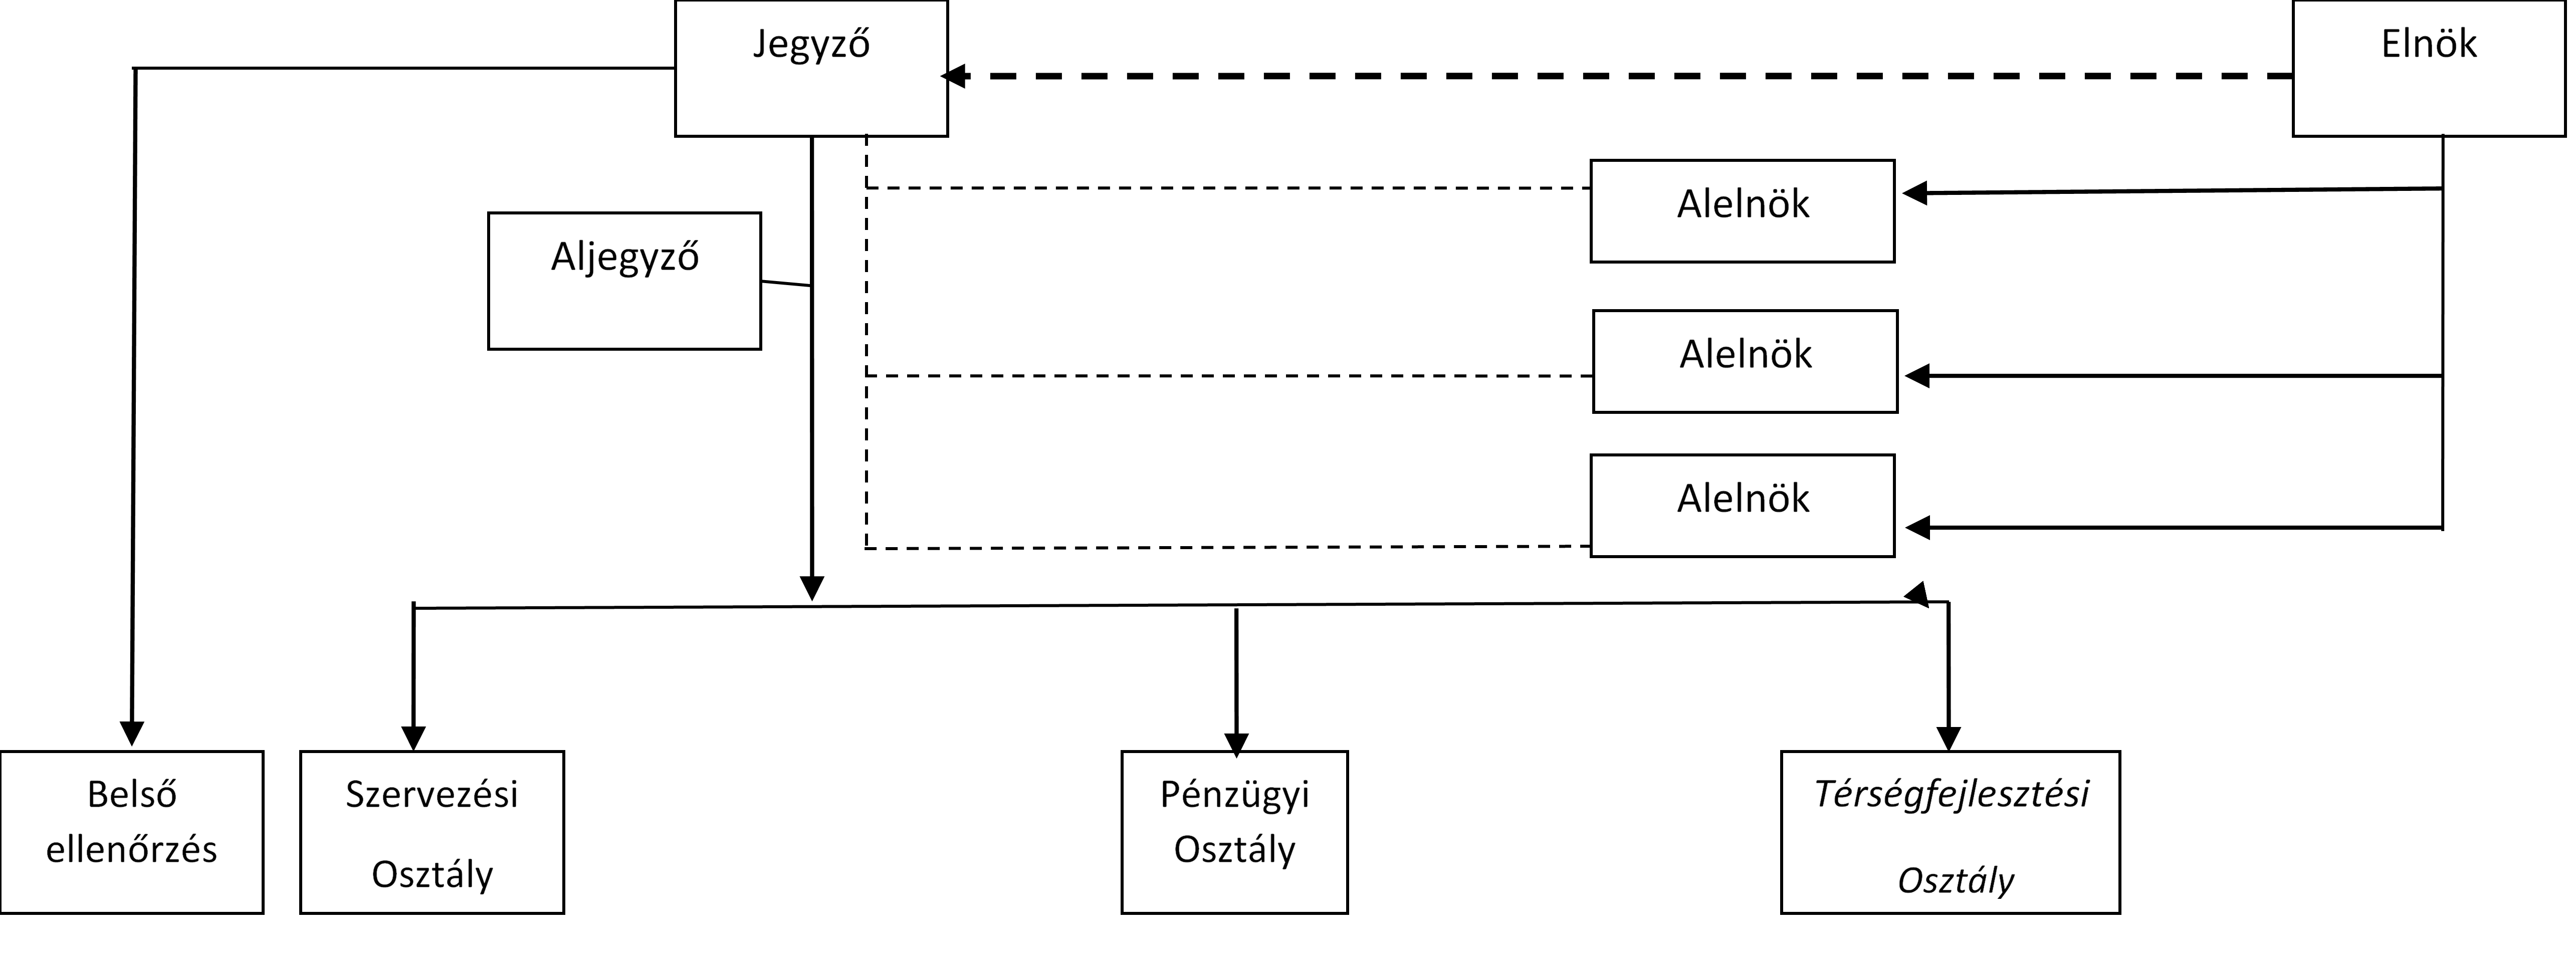 Jegyző
Elnök
Alelnök
Aljegyző
Alelnök
Alelnök
Belső
ellenőrzés
Szervezési
Osztály
Pénzügyi
Osztály
Térségfejlesztési
Osztály